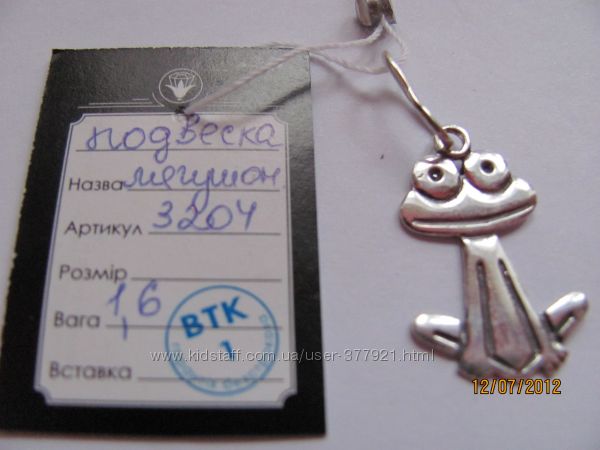 подвеска
Назва лягушон
Артикул 3204
Розмір
Вага 1,6
ВТК
1
Вставка
www.kidstaff.com.ua/user-377921.html
12/07/2012